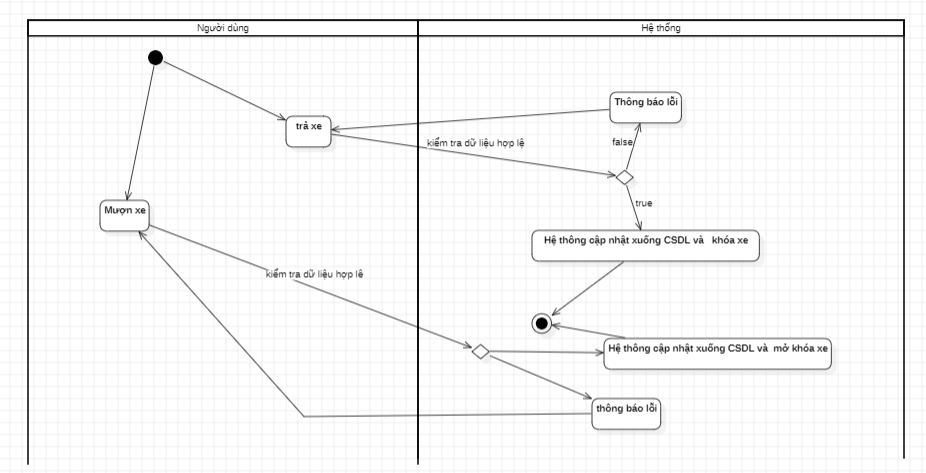 Người dùng
Hệ thống
Thông báo lỗi
trả xe
kiểm tra dữ liệu hợp lệ
false
true
Mượn xe
Hệ thông cập nhật xuống CSDL và khóa xe
kiểm tra dữ liệu hợp lệ
Hệ thông cập nhật xuống CSDL và mở khóa xe
thông báo lỗi